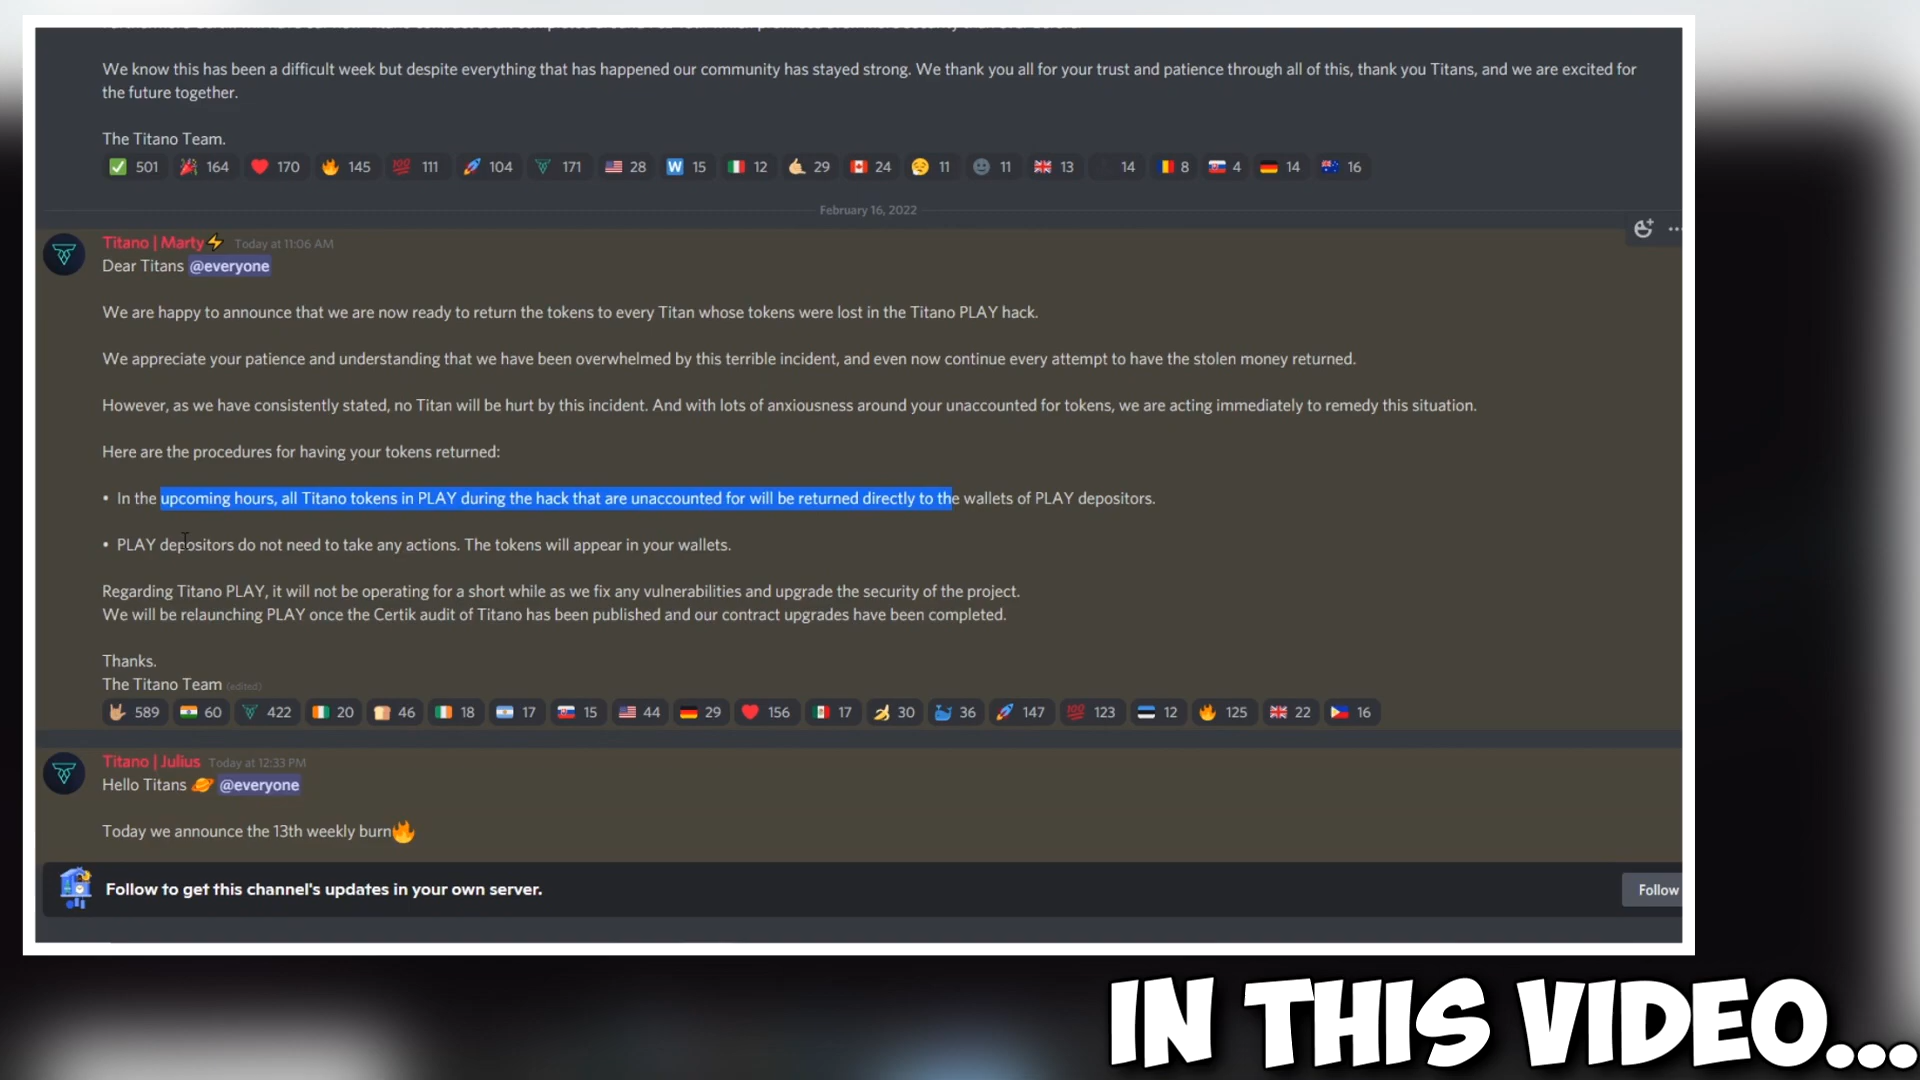 We know this has been a difficult week but despite everything that has happened our community has stayed strong. We thank you all for your trust and patience through all of this, thank you Titans, and we are excited for
the future together.
The Titano Team.
501 164 170 145 111 104 171 28 W 15 12 29 24 11 11 13 14 8 4 14 16
February 16, 2022
Titano | Marty⚡ Today at 11:06 AM
Dear Titans @everyone
We are happy to announce that we are now ready to return the tokens to every Titan whose tokens were lost in the Titano PLAY hack.
We appreciate your patience and understanding that we have been overwhelmed by this terrible incident, and even now continue every attempt to have the stolen money returned.
However, as we have consistently stated, no Titan will be hurt by this incident. And with lots of anxiousness around your unaccounted for tokens, we are acting immediately to remedy this situation.
Here are the procedures for having your tokens returned:
• In the upcoming hours, all Titano tokens in PLAY during the hack that are unaccounted for will be returned directly to the wallets of PLAY depositors.
• PLAY depositors do not need to take any actions. The tokens will appear in your wallets.
Regarding Titano PLAY, it will not be operating for a short while as we fix any vulnerabilities and upgrade the security of the project.
We will be relaunching PLAY once the Certik audit of Titano has been published and our contract upgrades have been completed.
Thanks.
The Titano Team (edited)
589 60 422 20 46 18 17 15 44 29 156 17 30 36 147 100 123 12 125 22 16
Titano | Julius Today at 12:33 PM
Hello Titans 🪐 @everyone
Today we announce the 13th weekly burn🔥
Follow to get this channel's updates in your own server.
Follow
IN THIS VIDEO...